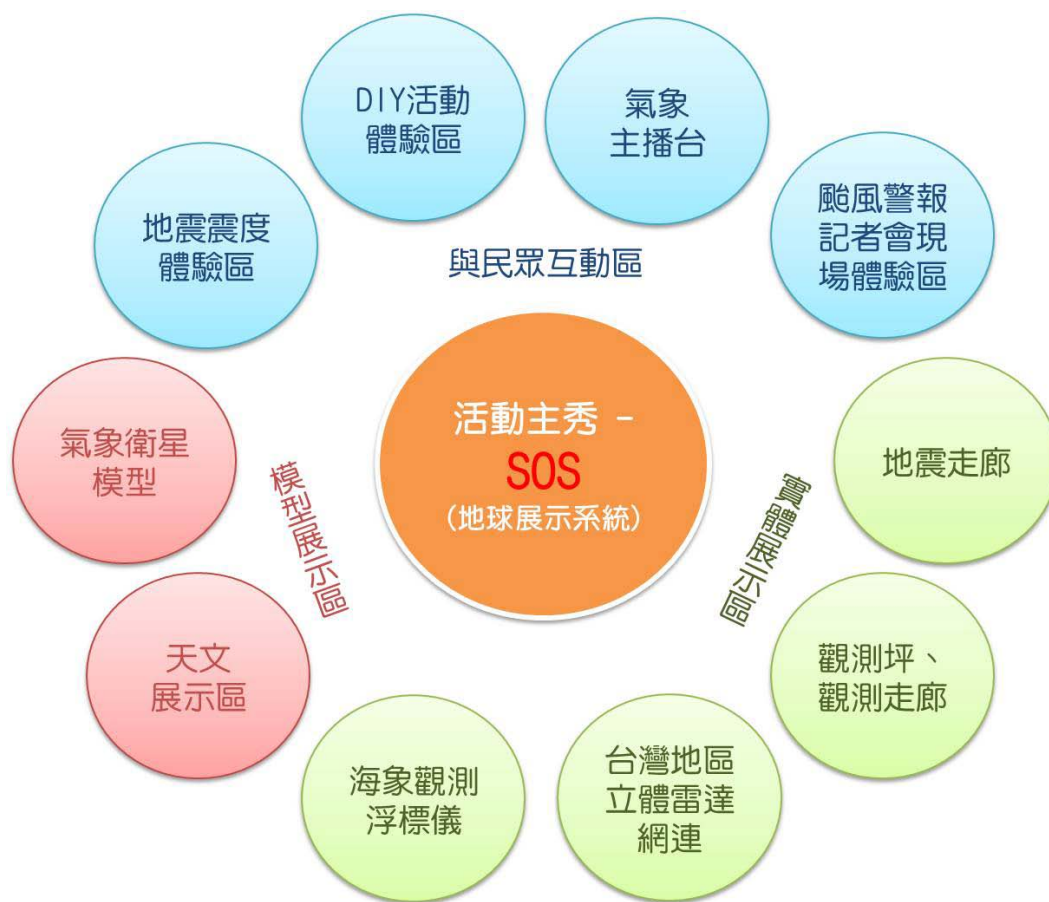 DIY活動
體驗區
氣象
主播台
地震震度
體驗區
颱風警報
記者會現
場體驗區
與民眾互動區
氣象衛星
模型
模型展示區
活動主秀 -
SOS
(地球展示系統)
實體展示區
地震走廊
天文
展示區
觀測坪、
觀測走廊
海象觀測
浮標儀
台灣地區
立體雷達
網連